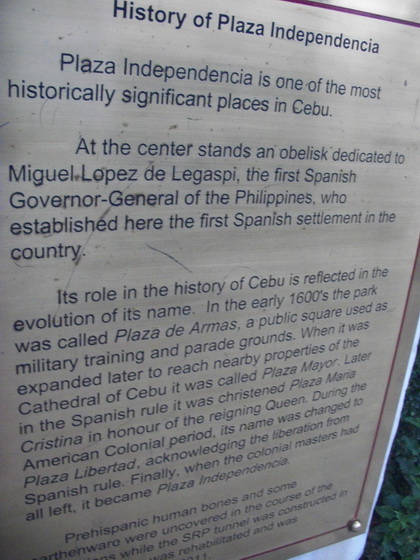 History of Plaza Independencia
Plaza Independencia is one of the most
historically significant places in Cebu.
At the center stands an obelisk dedicated to
Miguel Lopez de Legaspi, the first Spanish
Governor-General of the Philippines, who
established here the first Spanish settlement in the
country.
Its role in the history of Cebu is reflected in the
evolution of its name. In the early 1600's the park
was called Plaza de Armas, a public square used as
military training and parade grounds. When it was
expanded later to reach nearby properties of the
Cathedral of Cebu it was called Plaza Mayor. Later
in the Spanish rule it was christened Plaza Maria
Cristina in honour of the reigning Queen. During the
American Colonial period, its name was changed to
Plaza Libertad, acknowledging the liberation from
Spanish rule. Finally, when the colonial masters had
all left, it became Plaza Independencia.
Prehispanic human bones and some
earthenware were uncovered in the course of the
while the SRP tunnel was constructed in
was rehabilitated and was
2011.